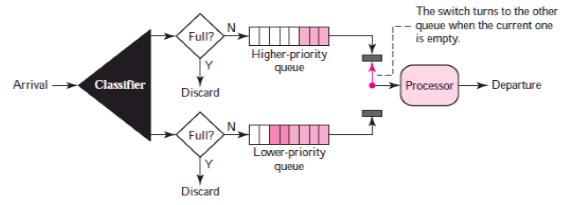 The switch turns to the other
queue when the current one
is empty.
Full?
N
Higher-priority
queue
Y
Discard
Arrival
Classifier
Processor
Departure
Full?
N
Lower-priority
queue
Y
Discard